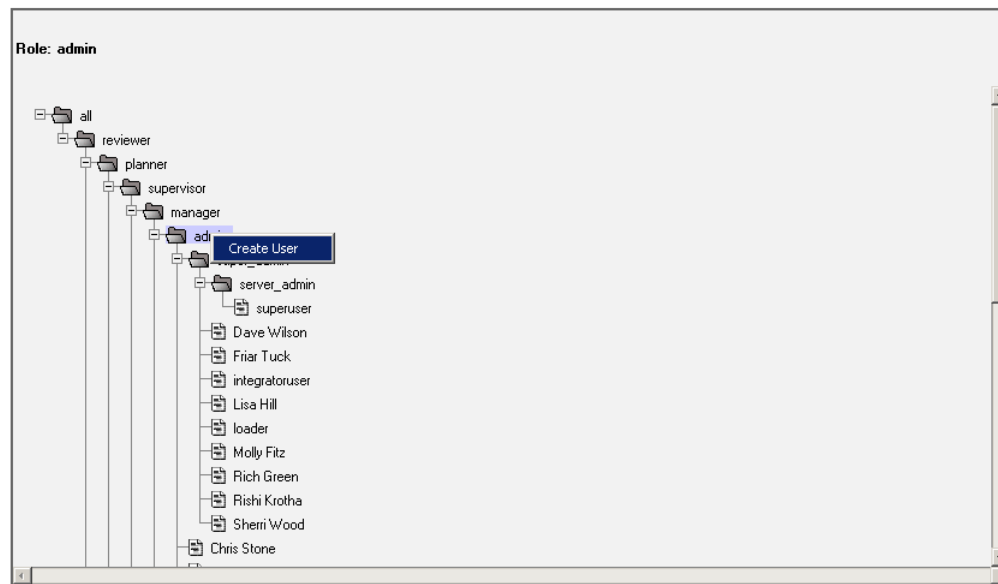 Role: admin
all
reviewer
planner
supervisor
manager
Create User
server_admin
superuser
Dave Wilson
Friar Tuck
integratoruser
Lisa Hill
loader
Molly Fitz
Rich Green
Rishi Krotha
Sherri Wood
Chris Stone